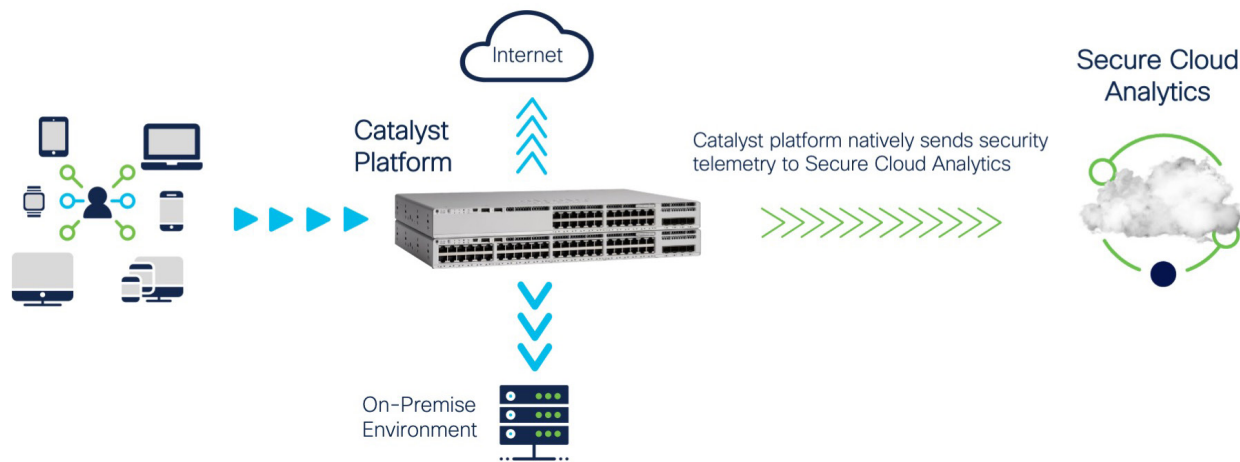 Internet
Catalyst
Platform
Catalyst platform natively sends security
telemetry to Secure Cloud Analytics
Secure Cloud
Analytics
On-Premise
Environment